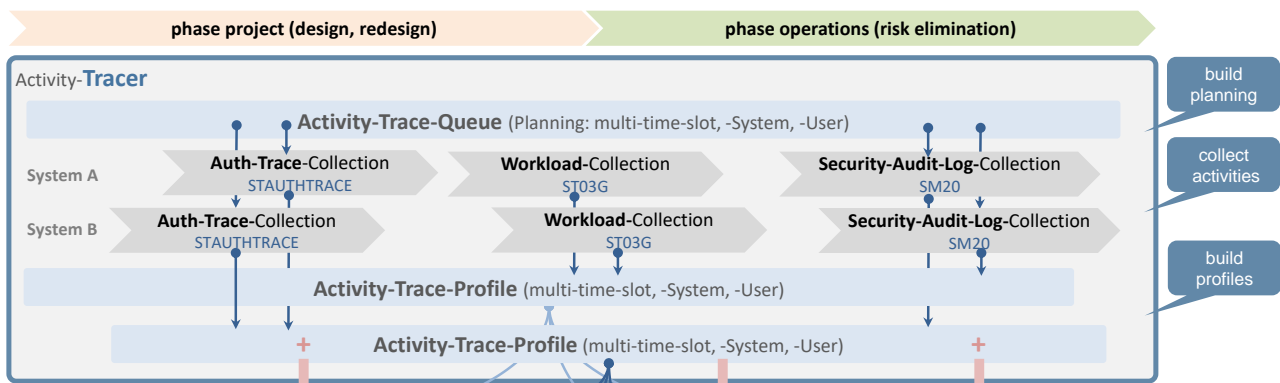 phase project (design, redesign)
phase operations (risk elimination)
Activity-Tracer
build
planning
Activity-Trace-Queue (Planning: multi-time-slot, -System, -User)
System A
Auth-Trace-Collection
STAUTHTRACE
Workload-Collection
ST03G
Security-Audit-Log-Collection
SM20
collect
activities
System B
Auth-Trace-Collection
STAUTHTRACE
Workload-Collection
ST03G
Security-Audit-Log-Collection
SM20
build
profiles
Activity-Trace-Profile (multi-time-slot, -System, -User)
+
Activity-Trace-Profile (multi-time-slot, -System, -User)
+